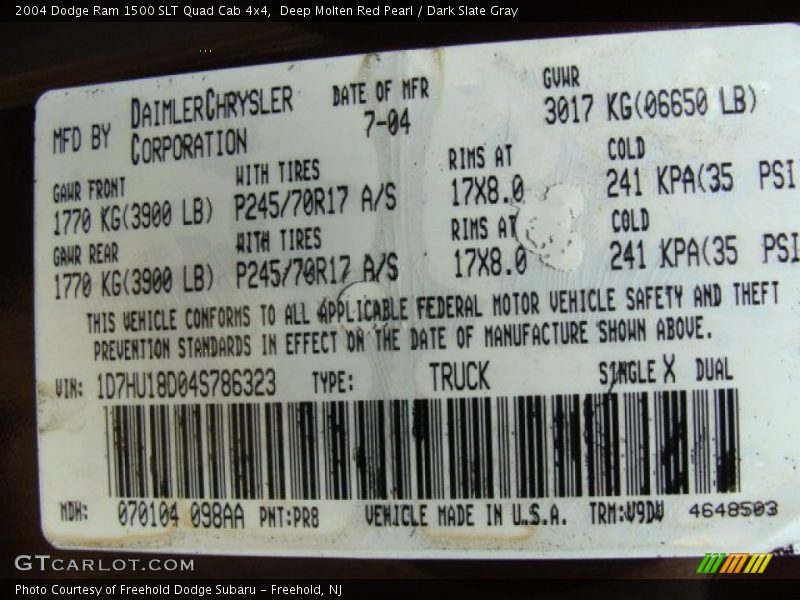 2004 Dodge Ram 1500 SLT Quad Cab 4x4,  Deep Molten Red Pearl / Dark Slate Gray
MFD BY DAIMLERCHRYSLER CORPORATION
DATE OF MFR 7-04
GVWR 3017 KG(06650 LB)
GAWR FRONT WITH TIRES RIMS AT COLD
1770 KG(3900 LB) P245/70R17 A/S 17X8.0 241 KPA(35 PSI
GAWR REAR WITH TIRES RIMS AT COLD
1770 KG(3900 LB) P245/70R17 A/S 17X8.0 241 KPA(35 PSI
THIS VEHICLE CONFORMS TO ALL APPLICABLE FEDERAL MOTOR VEHICLE SAFETY AND THEFT
PREVENTION STANDARDS IN EFFECT ON THE DATE OF MANUFACTURE SHOWN ABOVE.
VIN: 1D7HU18D04S786323 TYPE: TRUCK SINGLE X DUAL
MDH: 070104 098AA PNT:PR8 VEHICLE MADE IN U.S.A. TRM:W9DW 4648503
GTCARLOT.COM
Photo Courtesy of Freehold Dodge Subaru - Freehold, NJ